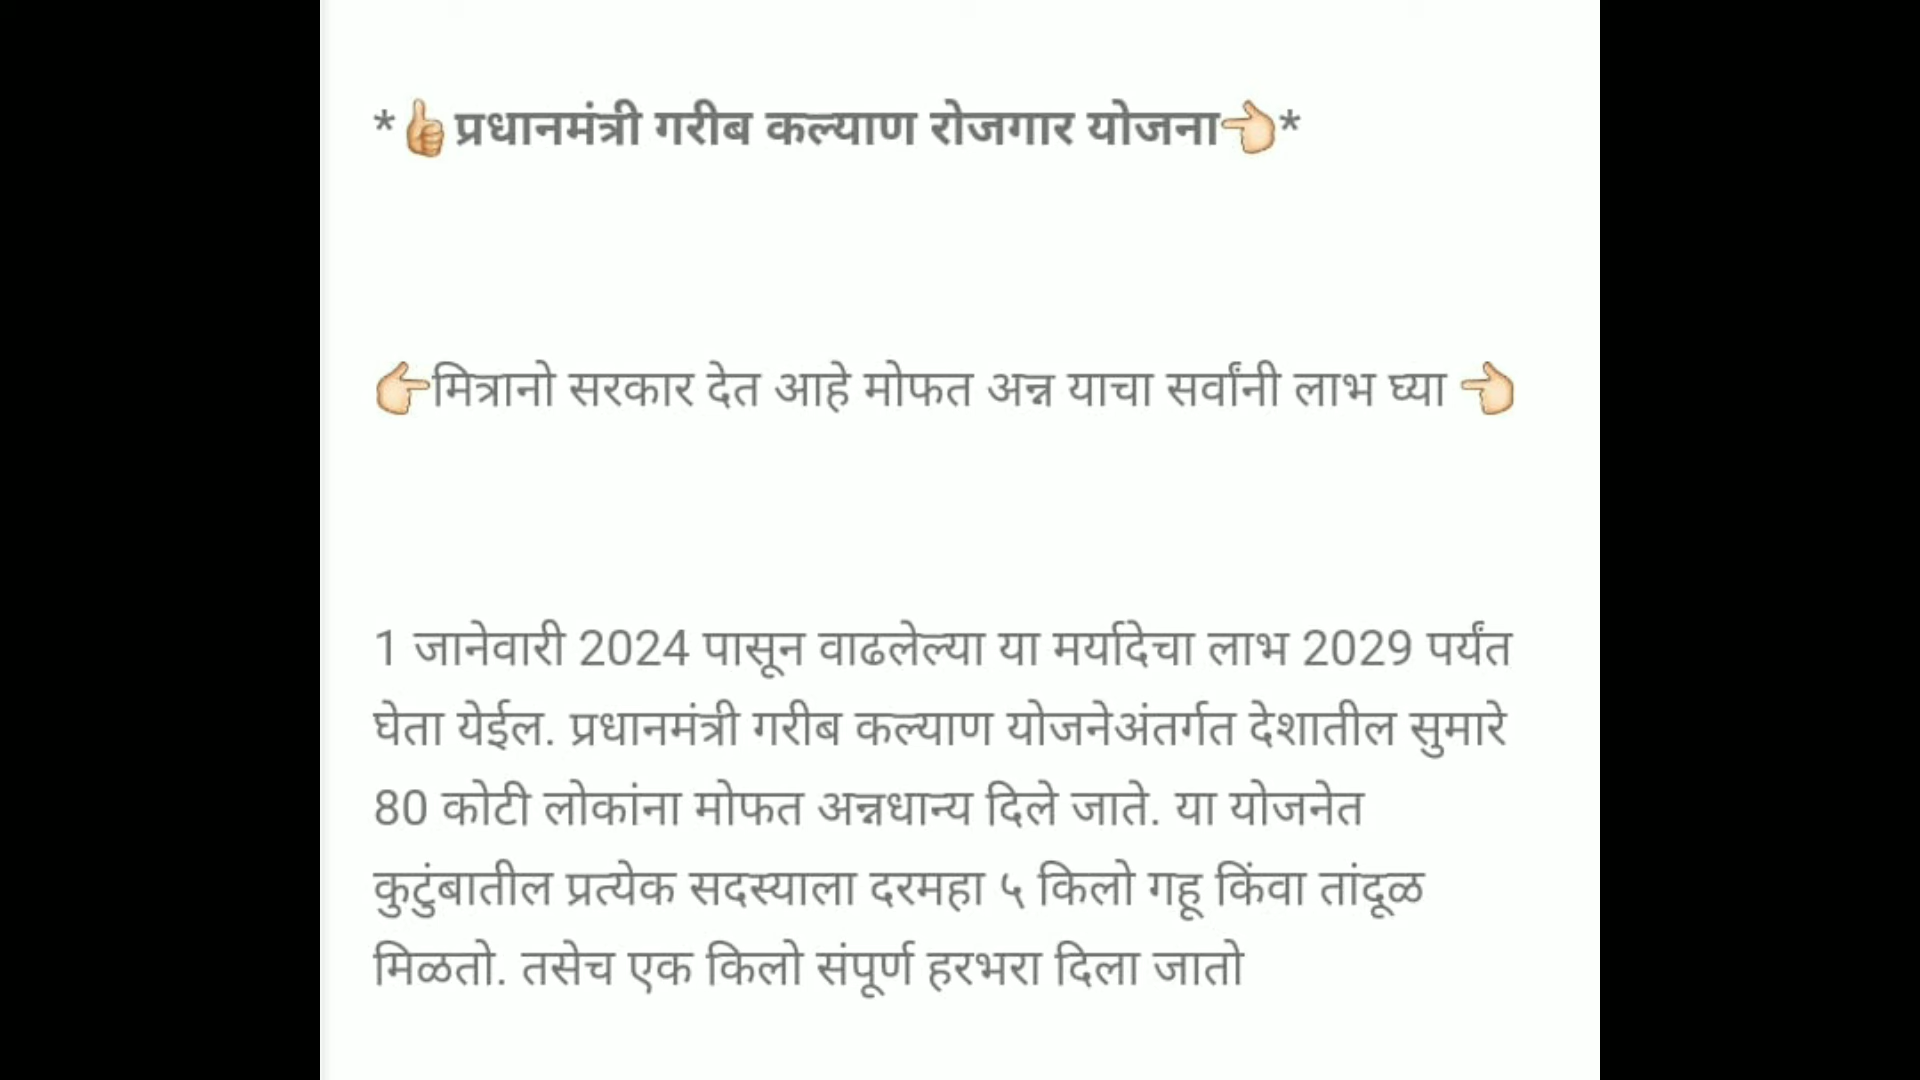 *👍🏻प्रधानमंत्री गरीब कल्याण रोजगार योजना👈🏻*
👉🏻मित्रानो सरकार देत आहे मोफत अन्न याचा सर्वांनी लाभ घ्या 👈🏻
1 जानेवारी 2024 पासून वाढलेल्या या मर्यादेचा लाभ 2029 पर्यंत
घेता येईल. प्रधानमंत्री गरीब कल्याण योजनेअंतर्गत देशातील सुमारे
80 कोटी लोकांना मोफत अन्नधान्य दिले जाते. या योजनेत
कुटुंबातील प्रत्येक सदस्याला दरमहा ५ किलो गहू किंवा तांदूळ
मिळतो. तसेच एक किलो संपूर्ण हरभरा दिला जातो